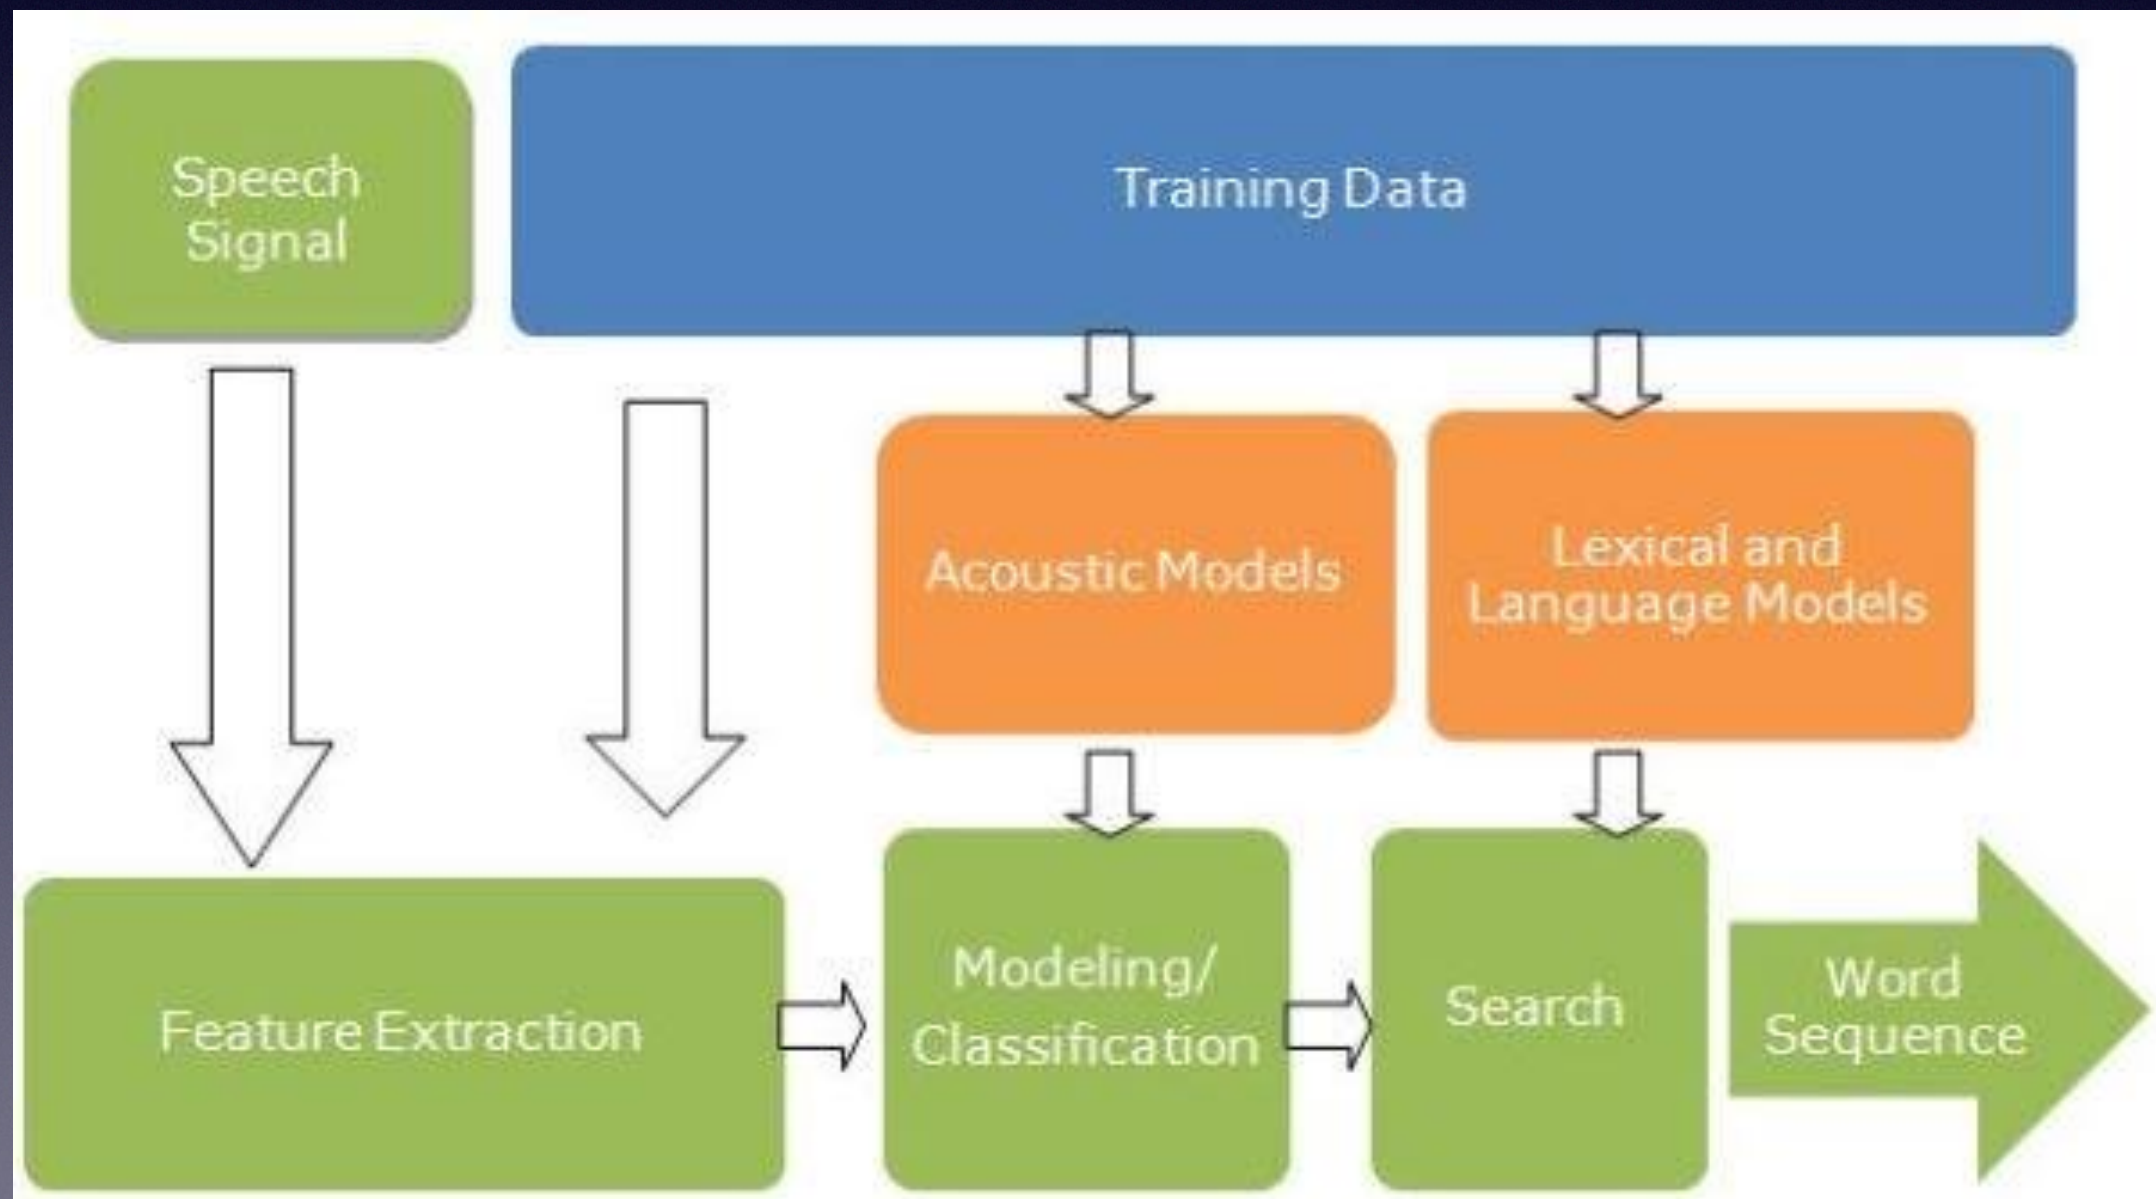 Speech
Signal
Training Data
Acoustic Models
Lexical and
Language Models
Feature Extraction
Modeling/
Classification
Search
Word
Sequence